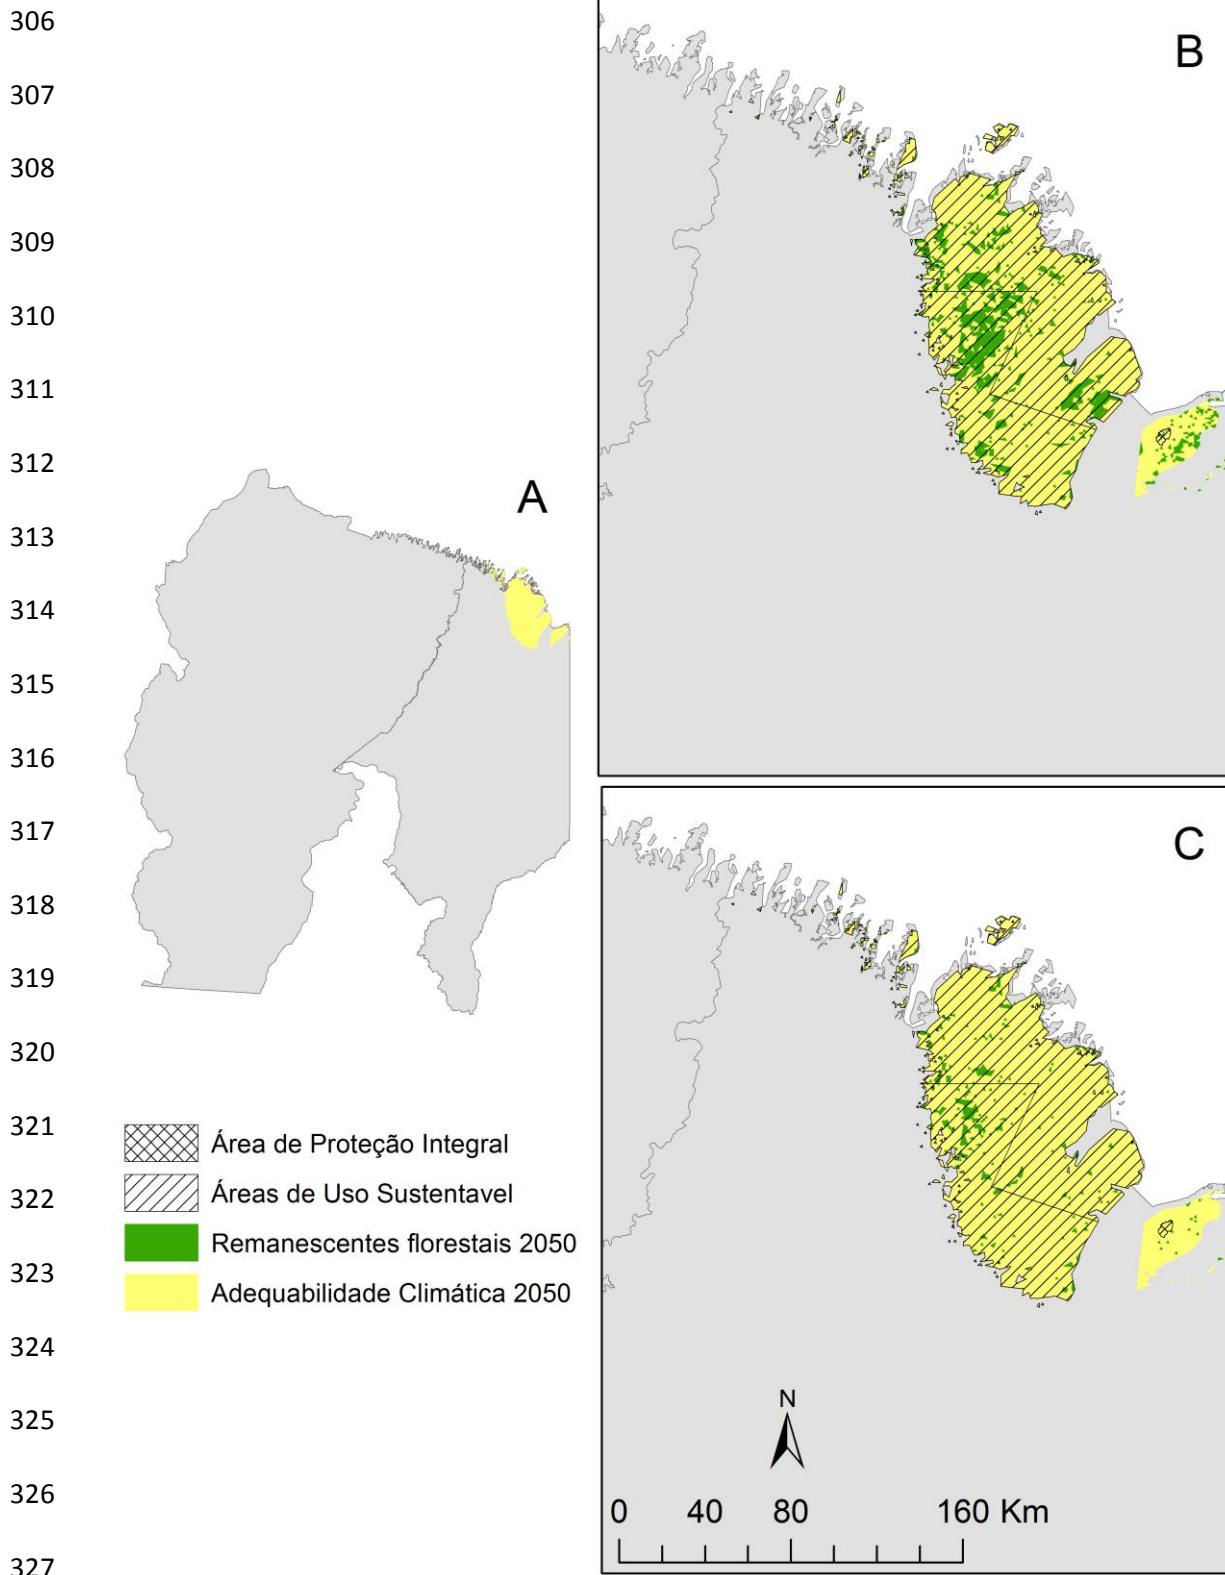 306
B
307
308
309
310
311
312
A
313
314
315
316
317
C
318
319
320
321
Área de Proteção Integral
322
Áreas de Uso Sustentavel
Remanescentes florestais 2050
323
Adequabilidade Climática 2050
324
325
N
326
0 40 80 160 Km
327